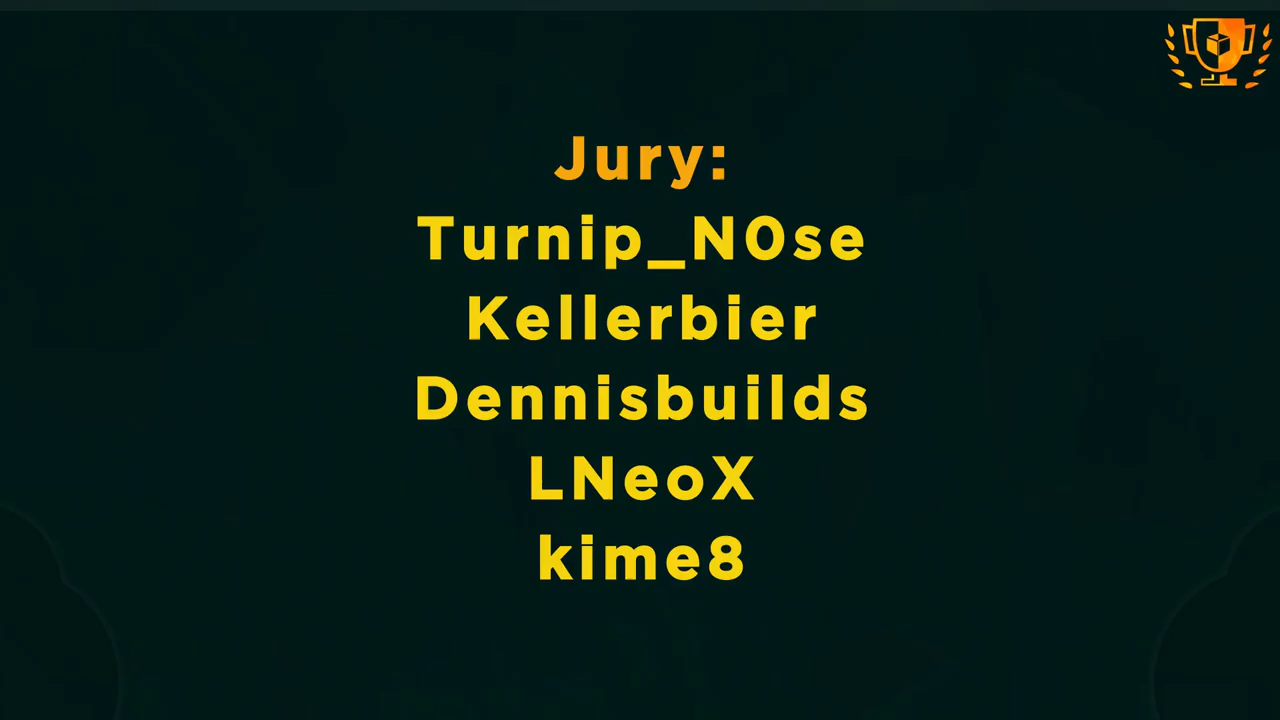 Jury:
Turnip_N0se
Kellerbier
Dennisbuilds
LNeoX
kime8